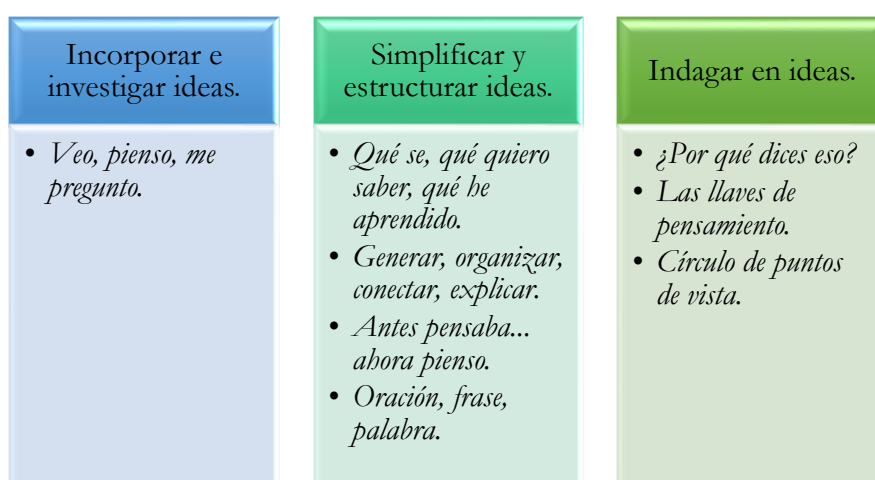 Incorporar e
investigar ideas.
• Veo, pienso, me
pregunto.
Simplificar y
estructurar ideas.
• Qué se, qué quiero
saber, qué he
aprendido.
• Generar, organizar,
conectar, explicar.
• Antes pensaba...
ahora pienso.
• Oración, frase,
palabra.
Indagar en ideas.
• ¿Por qué dices eso?
• Las llaves de
pensamiento.
• Círculo de puntos
de vista.